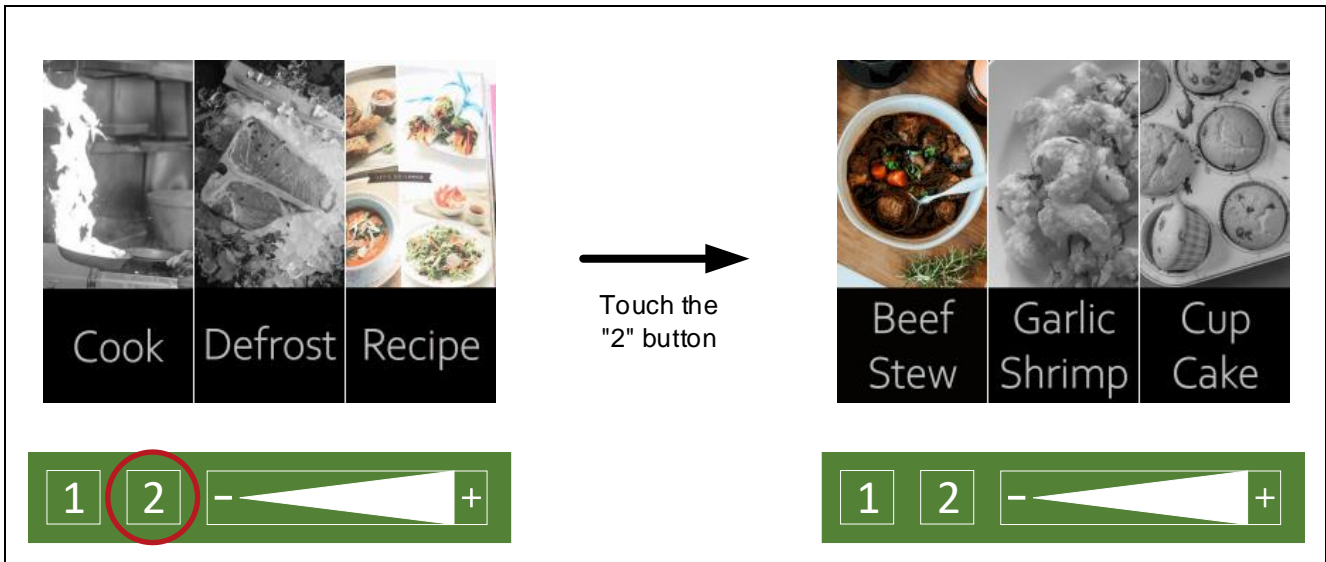 Cook Defrost Recipe
1 2 - +
Touch the
"2" button
Beef Garlic Cup
Stew Shrimp Cake
1 2 - +